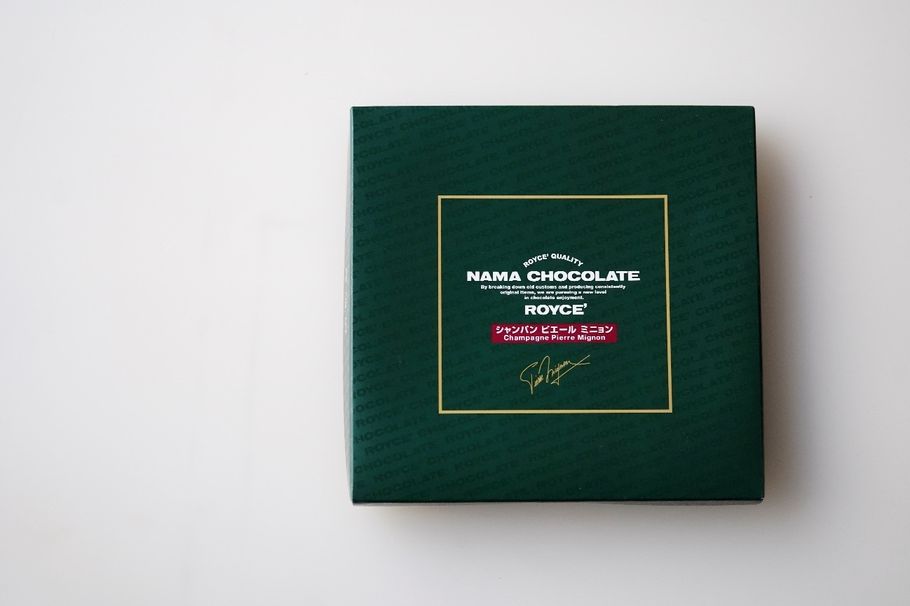 ROYCE' QUALITY
NAMA CHOCOLATE
By breaking down old customs and producing consistently
original items, we are pursuing a new level
in chocolate enjoyment.
ROYCE'
シャンパン ピエール ミニョン
Champagne Pierre Mignon